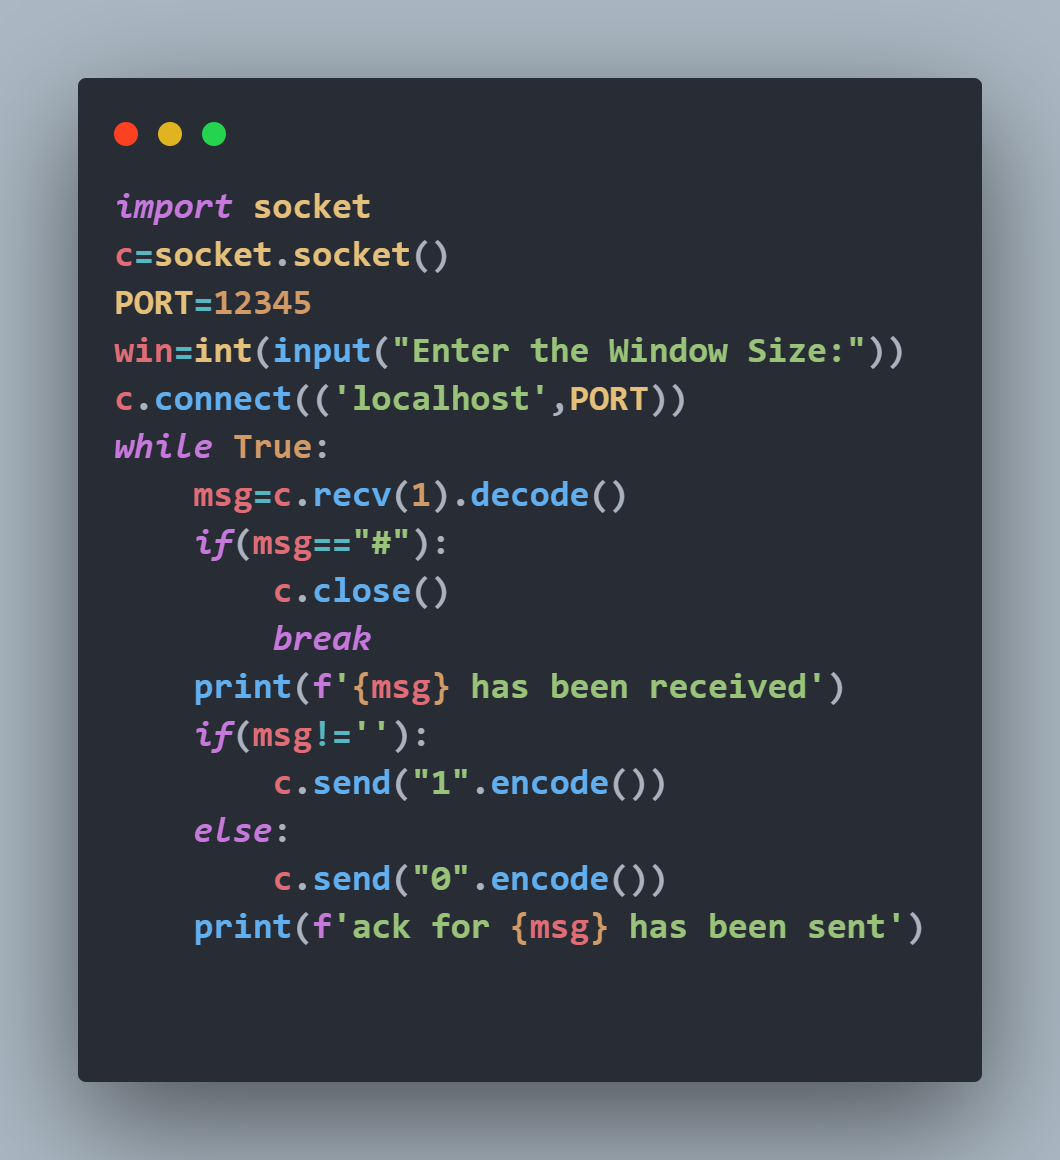 import socket
c=socket.socket()
PORT=12345
win=int(input("Enter the Window Size:"))
c.connect(('localhost',PORT))
while True:
    msg=c.recv(1).decode()
    if(msg=="#"):
        c.close()
        break
    print(f'{msg} has been received')
    if(msg!=''):
        c.send("1".encode())
    else:
        c.send("0".encode())
    print(f'ack for {msg} has been sent')